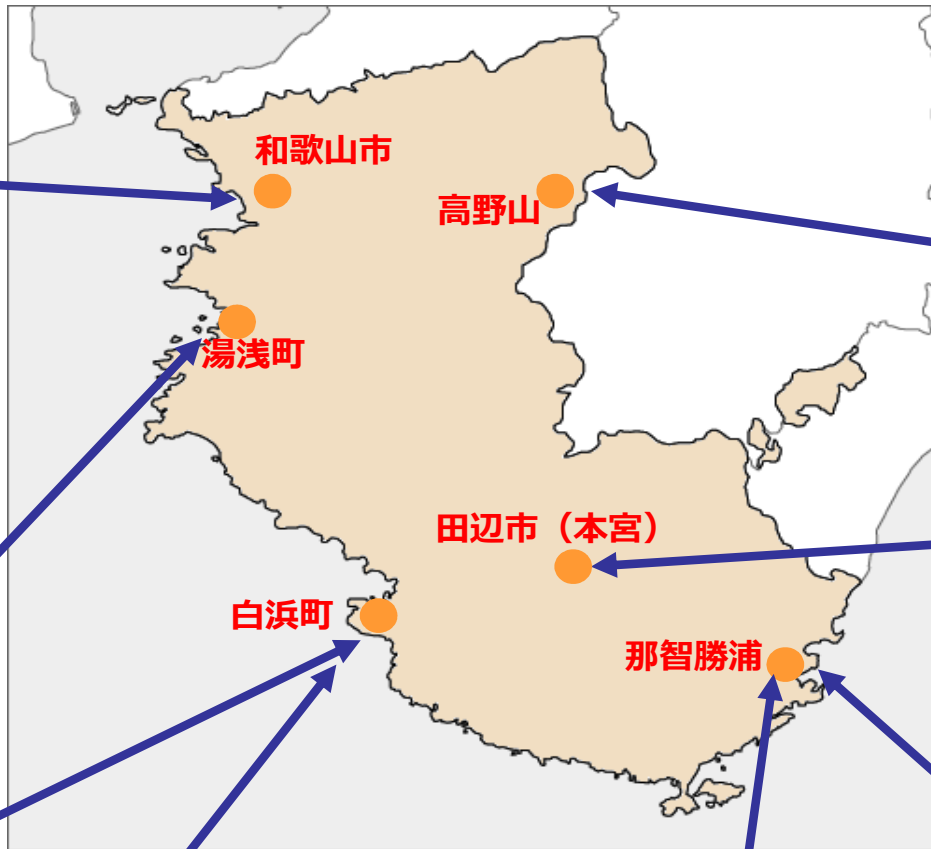 和歌山市
高野山
湯浅町
田辺市（本宮）
白浜町
那智勝浦